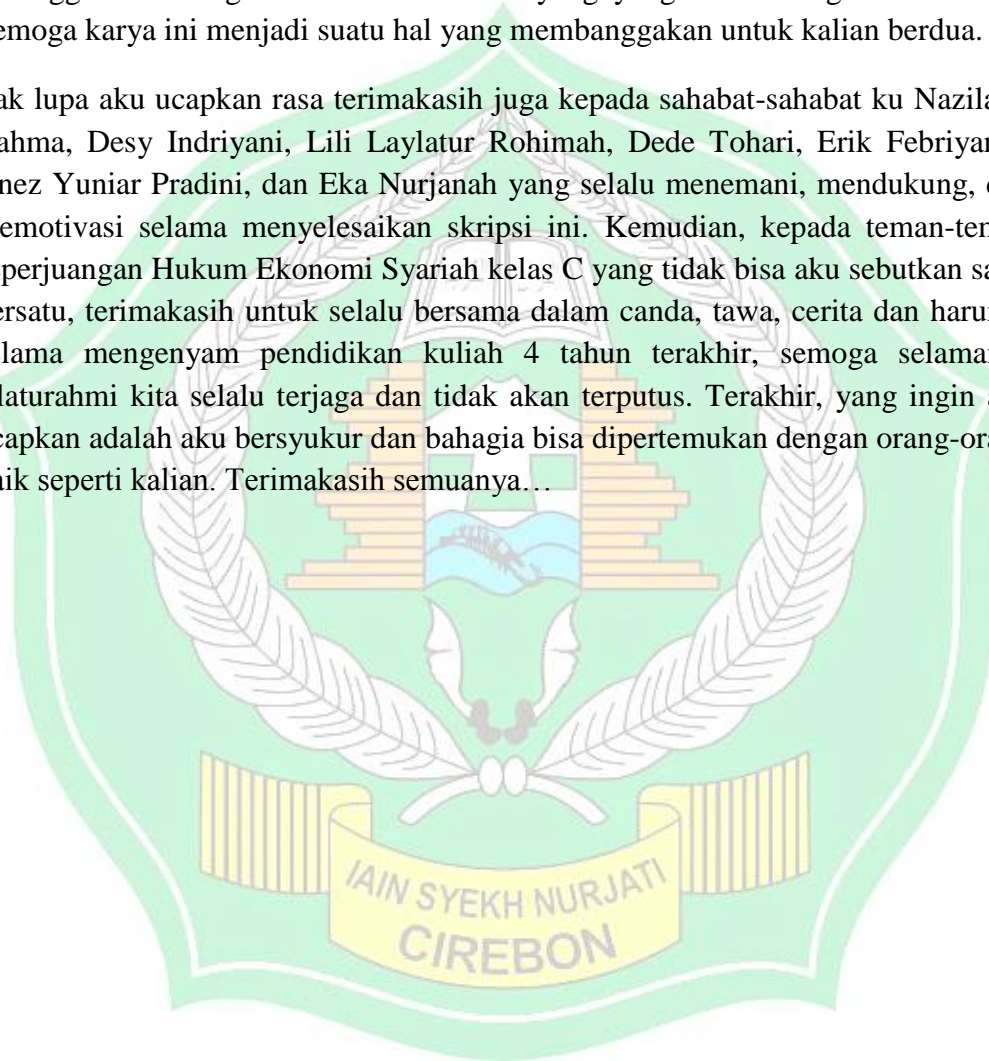 emoga karya ini menjadi suatu hal yang membanggakan untuk kalian berdua.
ak lupa aku ucapkan rasa terimakasih juga kepada sahabat-sahabat ku Nazila
ahma, Desy Indriyani, Lili Laylatur Rohimah, Dede Tohari, Erik Febriyan
nez Yuniar Pradini, dan Eka Nurjanah yang selalu menemani, mendukung,
emotivasi selama menyelesaikan skripsi ini. Kemudian, kepada teman-tem
eperjuangan Hukum Ekonomi Syariah kelas C yang tidak bisa aku sebutkan sa
ersatu, terimakasih untuk selalu bersama dalam canda, tawa, cerita dan haru
lama mengenyam pendidikan kuliah 4 tahun terakhir, semoga selama
laturahmi kita selalu terjaga dan tidak akan terputus. Terakhir, yang ingin a
capkan adalah aku bersyukur dan bahagia bisa dipertemukan dengan orang-ora
aik seperti kalian. Terimakasih semuanya…
IAIN SYEKH NURJATI
CIREBON